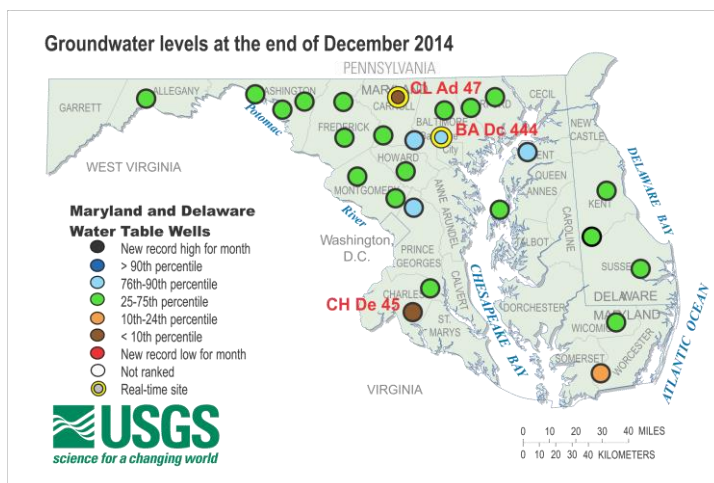 Groundwater levels at the end of December 2014
PENNSYLVANIA
GARRETT
ALLEGANY
WASHINGTON
MARYLAND
CARROLL
CL Ad 47
CECIL
Potomac
FREDERICK
BALTIMORE
BA Dc 444
City
NEW
CASTLE
KENT
WEST VIRGINIA
HOWARD
MONTGOMERY
ANNE ARUNDEL
QUEEN
ANNES
KENT
DELAWARE BAY
River
Washington,
D.C.
PRINCE
GEORGES
TALBOT
CAROLINE
SUSSEX
CHARLES
CALVERT
CHESAPEAKE BAY
DORCHESTER
DELAWARE
MARYLAND
CH De 45
ST
MARYS
WICOMICO
WORCESTER
SOMERSET
ATLANTIC OCEAN
VIRGINIA
Maryland and Delaware
Water Table Wells
New record high for month
> 90th percentile
76th-90th percentile
25-75th percentile
10th-24th percentile
< 10th percentile
New record low for month
Not ranked
Real-time site
USGS
science for a changing world
0 10 20 30 40 MILES
0 10 20 30 40 KILOMETERS